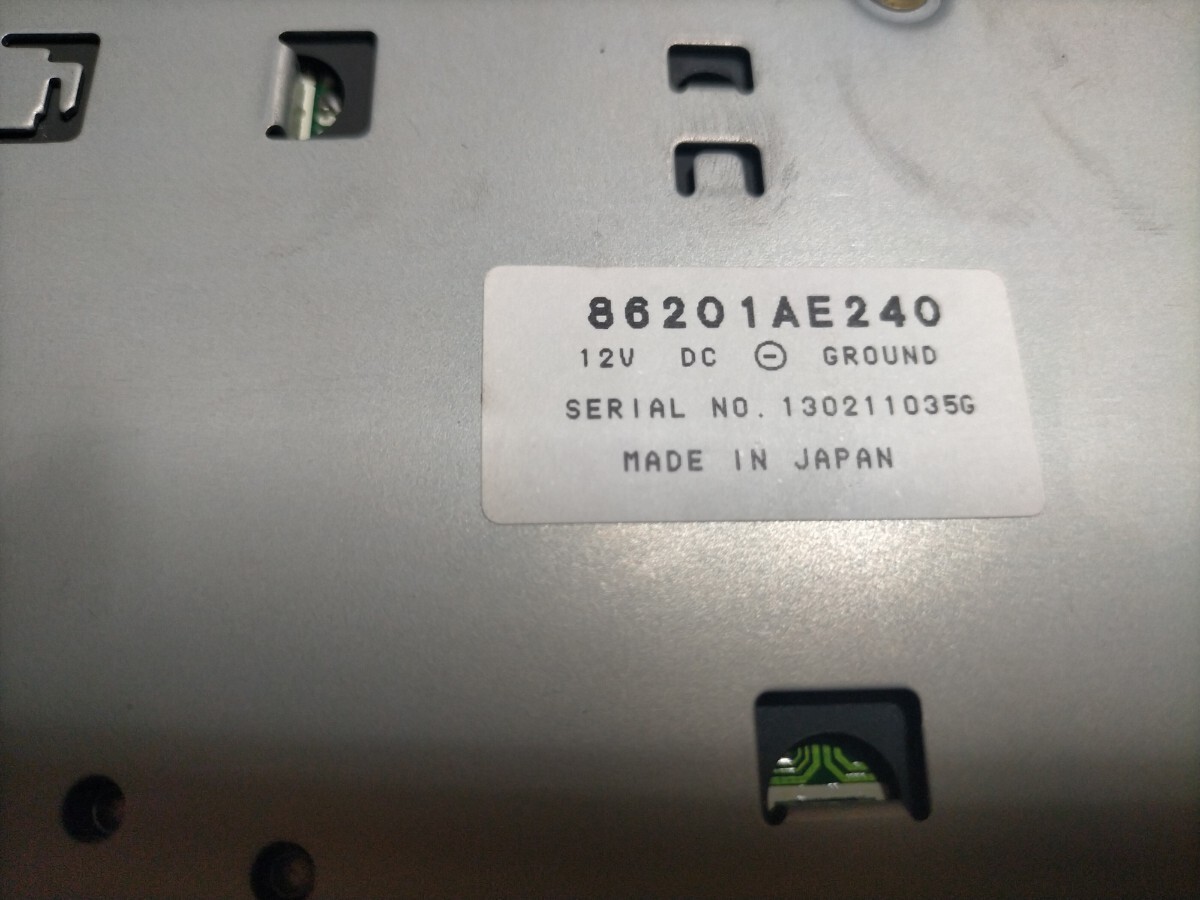 86201AE240
12V DC ⊖ GROUND
SERIAL NO. 130211035G
MADE IN JAPAN